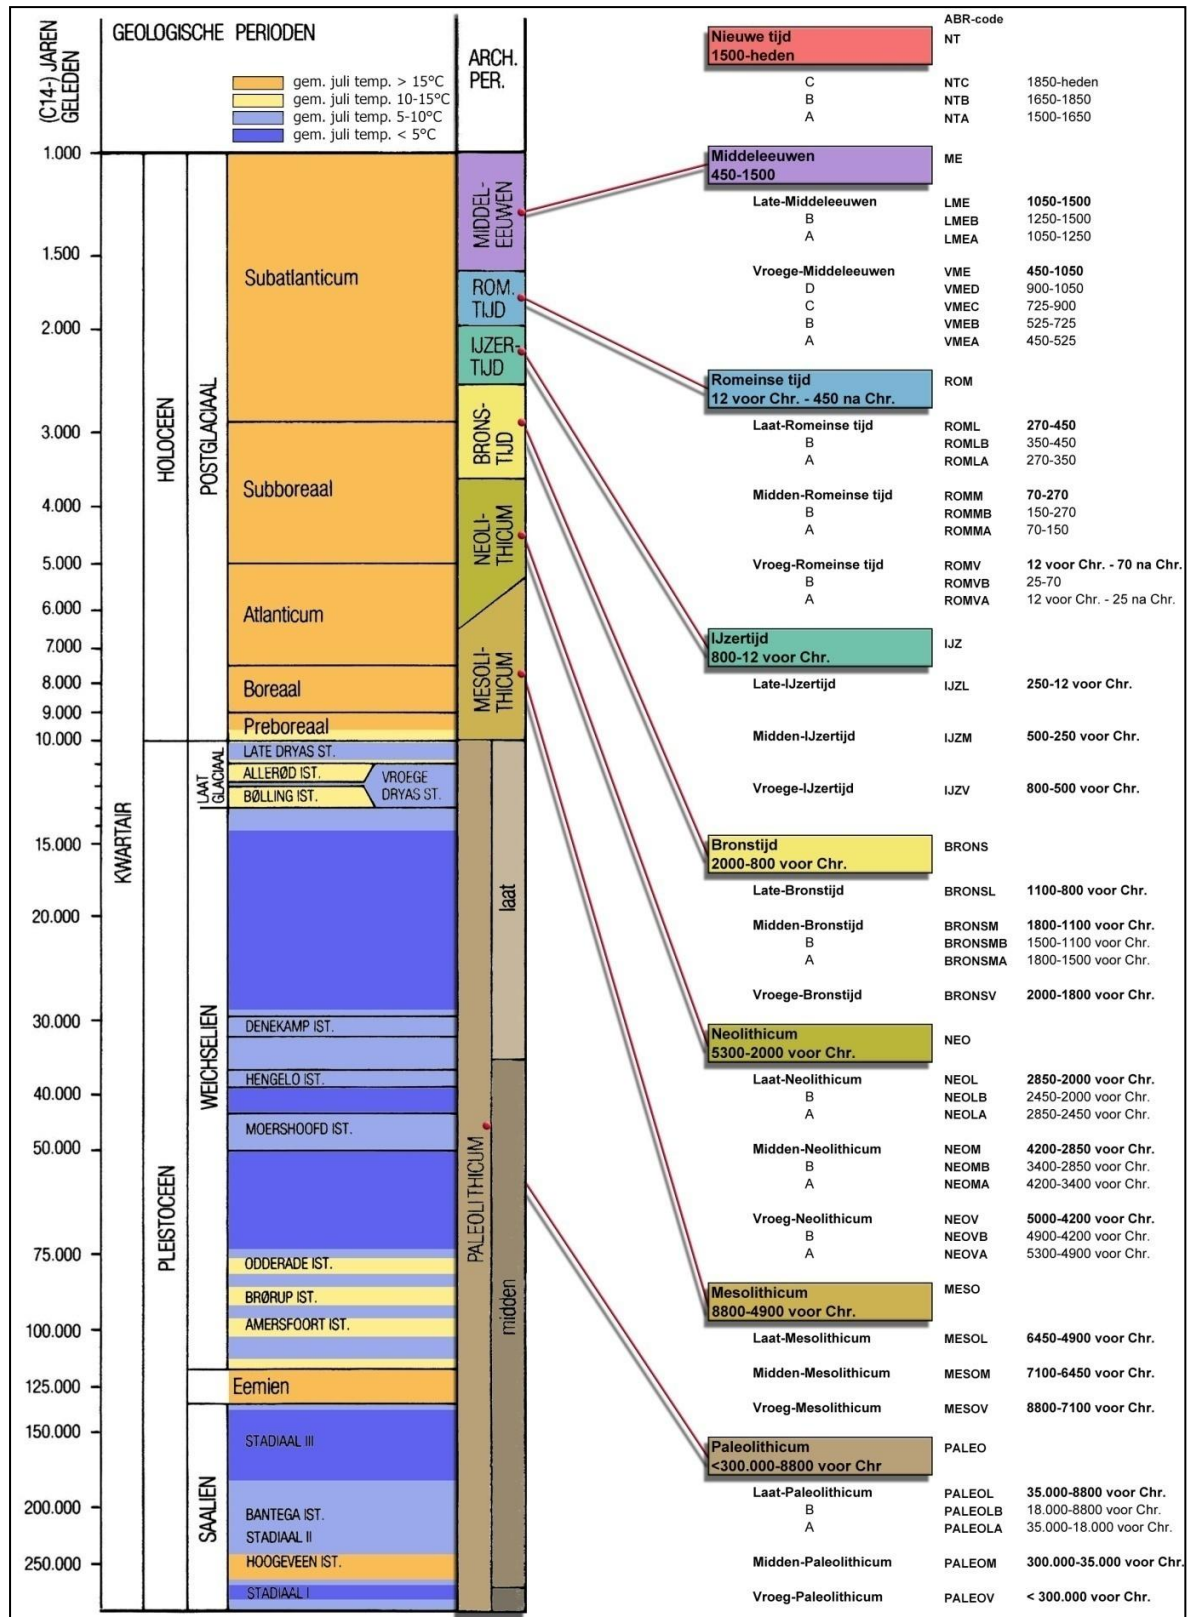 (C14-) JAREN
GELEDEN
GEOLOGISCHE PERIODEN
gem. juli temp. > 15°C
gem. juli temp. 10-15°C
gem. juli temp. 5-10°C
gem. juli temp. < 5°C
ARCH.
PER.
1.000
1.500
2.000
3.000
4.000
5.000
6.000
7.000
8.000
9.000
10.000
15.000
20.000
30.000
40.000
50.000
75.000
100.000
125.000
150.000
200.000
250.000
KWARTAIR
HOLOCEEN
PLEISTOCEEN
POSTGLACIAAL
LAAT
GLACIAAL
WEICHSELIEN
SAALIEN
Subatlanticum
Subboreaal
Atlanticum
Boreaal
Preboreaal
LATE DRYAS ST.
ALLERØD IST.
VROEGE
DRYAS ST.
BØLLING IST.
DENEKAMP IST.
HENGELO IST.
MOERSHOOFD IST.
ODDERADE IST.
BRØRUP IST.
AMERSFOORT IST.
Eemien
STADIAAL III
BANTEGA IST.
STADIAAL II
HOOGEVEEN IST.
STADIAAL I
MIDDEL-
EEUWEN
ROM.
TIJD
IJZER-
TIJD
BRONS-
TIJD
NEOLI-
THICUM
MESOLI-
THICUM
PALEOLITHICUM
laat
midden
ABR-code
Nieuwe tijd NT
1500-heden
C NTC 1850-heden
B NTB 1650-1850
A NTA 1500-1650
Middeleeuwen ME
450-1500
Late-Middeleeuwen LME 1050-1500
B LMEB 1250-1500
A LMEA 1050-1250
Vroege-Middeleeuwen VME 450-1050
D VMED 900-1050
C VMEC 725-900
B VMEB 525-725
A VMEA 450-525
Romeinse tijd ROM
12 voor Chr. - 450 na Chr.
Laat-Romeinse tijd ROML 270-450
B ROMLB 350-450
A ROMLA 270-350
Midden-Romeinse tijd ROMM 70-270
B ROMMB 150-270
A ROMMA 70-150
Vroeg-Romeinse tijd ROMV 12 voor Chr. - 70 na Chr.
B ROMVB 25-70
A ROMVA 12 voor Chr. - 25 na Chr.
IJzertijd IJZ
800-12 voor Chr.
Late-IJzertijd IJZL 250-12 voor Chr.
Midden-IJzertijd IJZM 500-250 voor Chr.
Vroege-IJzertijd IJZV 800-500 voor Chr.
Bronstijd BRONS
2000-800 voor Chr.
Late-Bronstijd BRONSL 1100-800 voor Chr.
Midden-Bronstijd BRONSM 1800-1100 voor Chr.
B BRONSMB 1500-1100 voor Chr.
A BRONSMA 1800-1500 voor Chr.
Vroege-Bronstijd BRONSV 2000-1800 voor Chr.
Neolithicum NEO
5300-2000 voor Chr.
Laat-Neolithicum NEOL 2850-2000 voor Chr.
B NEOLB 2450-2000 voor Chr.
A NEOLA 2850-2450 voor Chr.
Midden-Neolithicum NEOM 4200-2850 voor Chr.
B NEOMB 3400-2850 voor Chr.
A NEOMA 4200-3400 voor Chr.
Vroeg-Neolithicum NEOV 5000-4200 voor Chr.
B NEOVB 4900-4200 voor Chr.
A NEOVA 5300-4900 voor Chr.
Mesolithicum MESO
8800-4900 voor Chr.
Laat-Mesolithicum MESOL 6450-4900 voor Chr.
Midden-Mesolithicum MESOM 7100-6450 voor Chr.
Vroeg-Mesolithicum MESOV 8800-7100 voor Chr.
Paleolithicum PALEO
<300.000-8800 voor Chr
Laat-Paleolithicum PALEOL 35.000-8800 voor Chr.
B PALEOLB 18.000-8800 voor Chr.
A PALEOLA 35.000-18.000 voor Chr.
Midden-Paleolithicum PALEOM 300.000-35.000 voor Chr.
Vroeg-Paleolithicum PALEOV < 300.000 voor Chr.